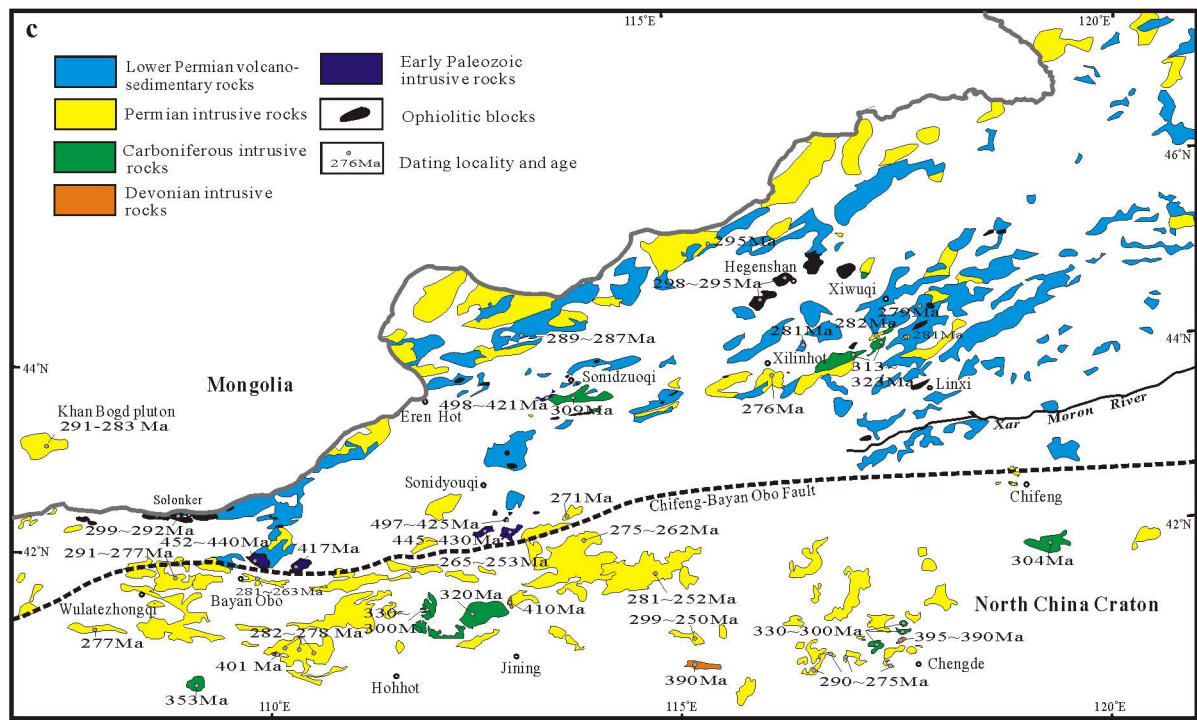 c
115°E
120°E
Lower Permian volcano-
sedimentary rocks
Permian intrusive rocks
Carboniferous intrusive
rocks
Devonian intrusive
rocks
Early Paleozoic
intrusive rocks
Ophiolitic blocks
276Ma
Dating locality and age
46°N
295Ma
Hegenshan
298~295Ma
Xiwuqi
279Ma
282Ma
281Ma
281Ma
289~287Ma
44°N
44°N
Xilinhot
313~
323Ma
Linxi
Mongolia
Sonidzuoqi
498~421Ma
309Ma
276Ma
Eren Hot
Xar Moron River
Khan Bogd pluton
291-283 Ma
Sonidyouqi
Chifeng-Bayan Obo Fault
Chifeng
Solonker
271Ma
497~425Ma
299~292Ma
452~440Ma
445~430Ma
275~262Ma
42°N
42°N
291~277Ma
417Ma
265~253Ma
304Ma
281~263Ma
Bayan Obo
Wulatezhongqi
320Ma
281~252Ma
410Ma
North China Craton
330~
300Ma
299~250Ma
330~300Ma
395~390Ma
277Ma
282~278 Ma
401 Ma
Jining
390Ma
Chengde
290~275Ma
Hohhot
353Ma
110°E
115°E
120°E